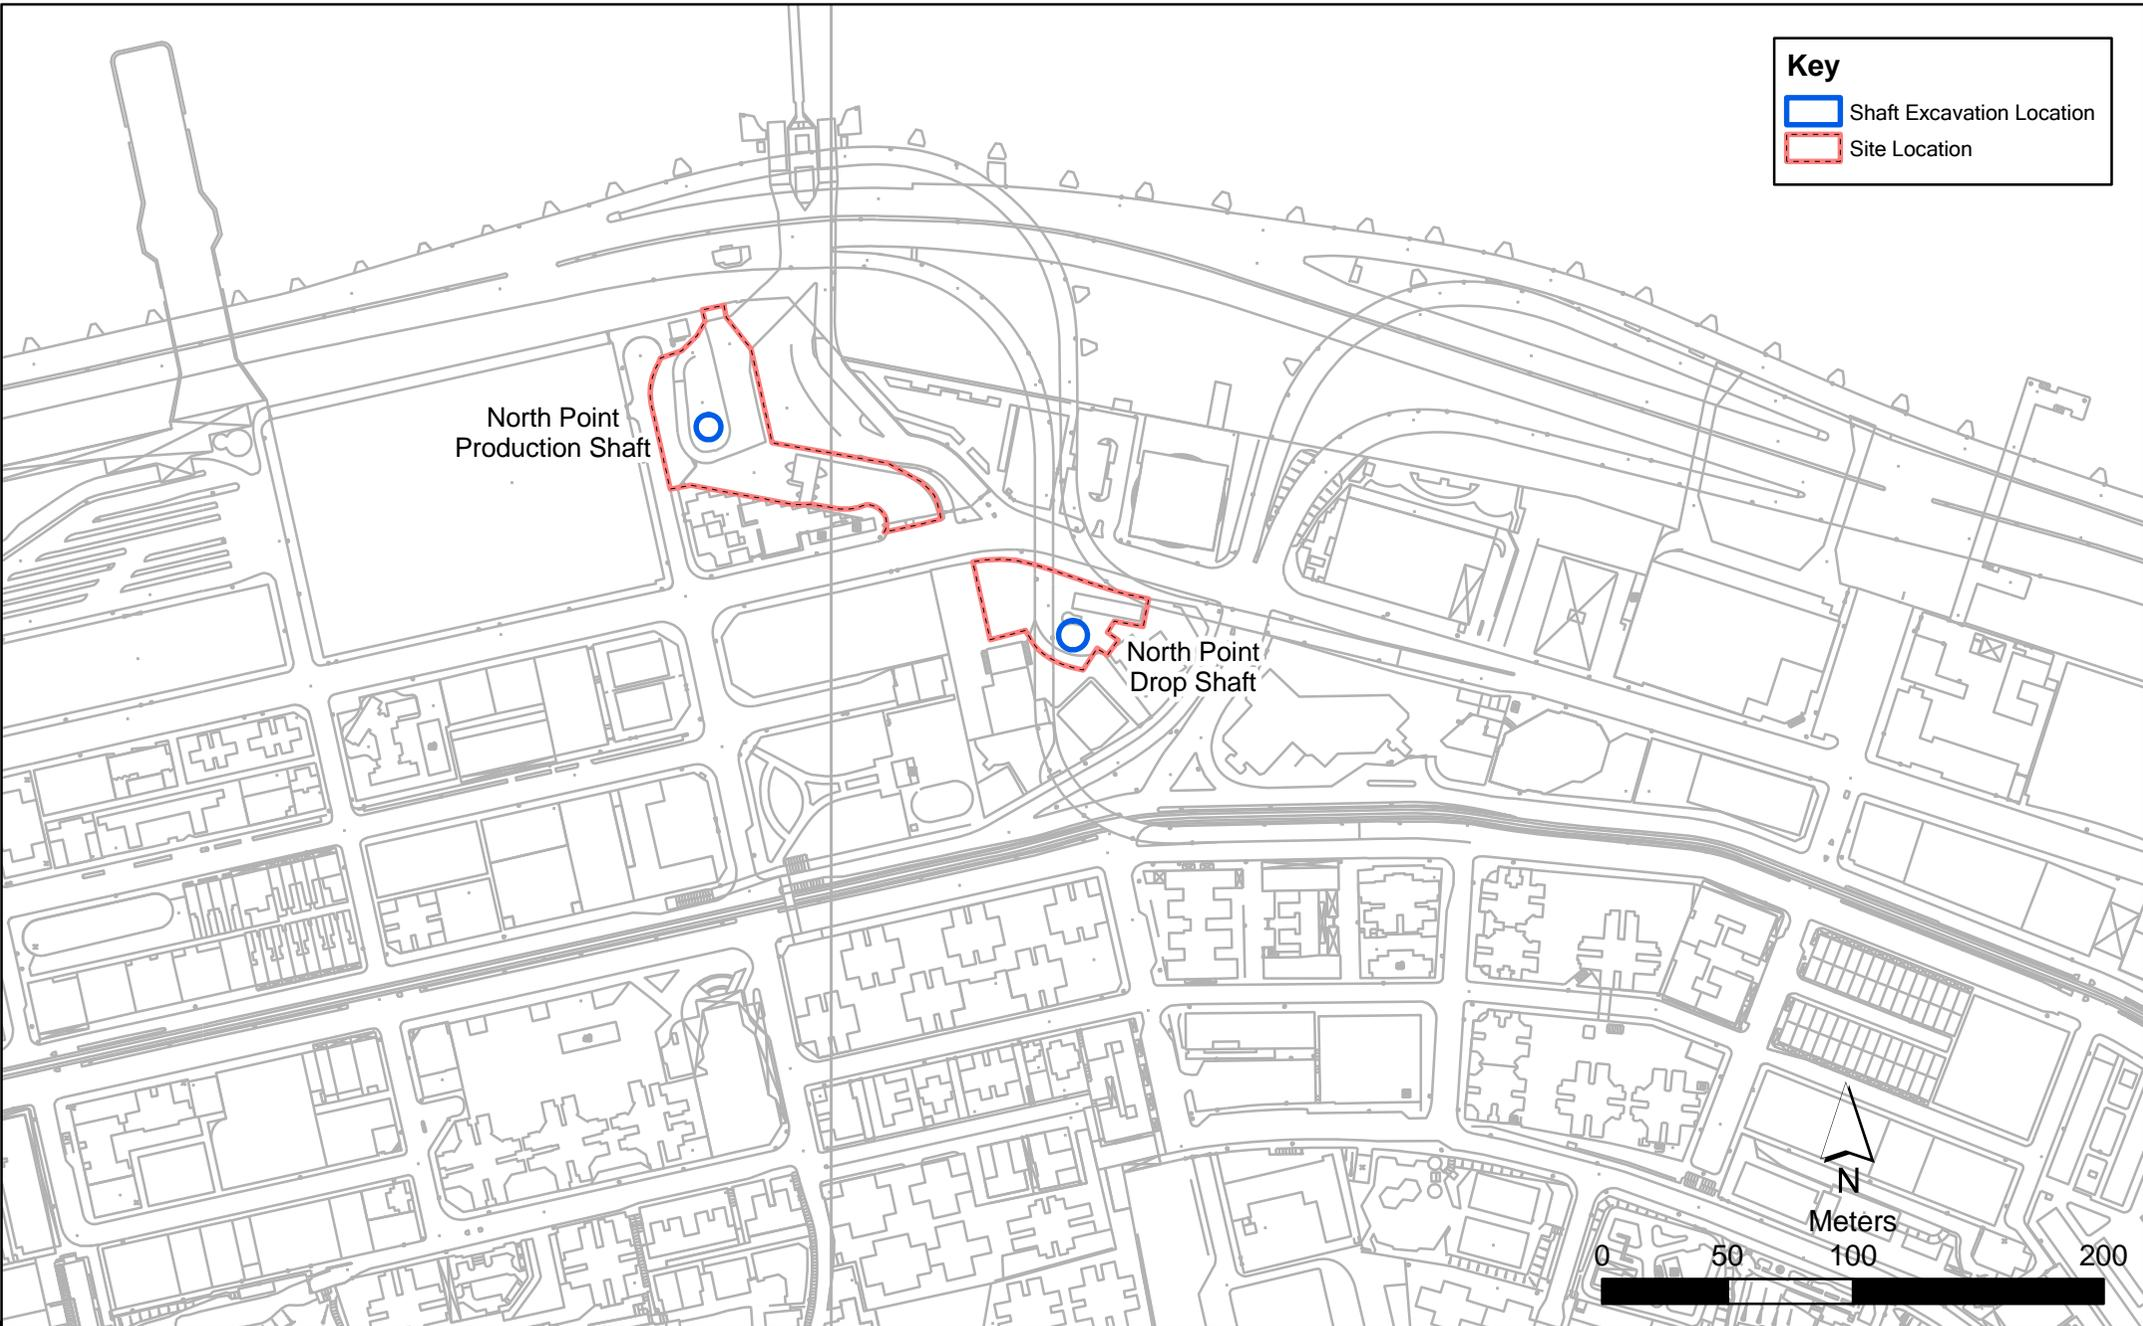 Key
Shaft Excavation Location
Site Location
North Point
Production Shaft
North Point
Drop Shaft
N
Meters
0 50 100 200